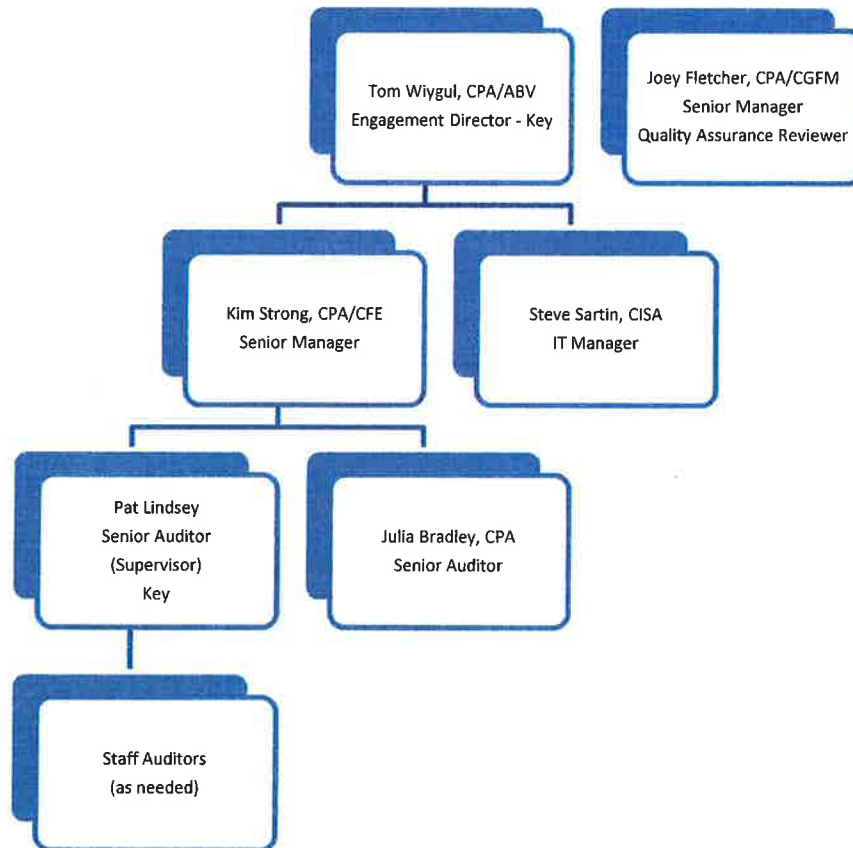 Tom Wiygul, CPA/ABV
Engagement Director - Key
Joey Fletcher, CPA/CGFM
Senior Manager
Quality Assurance Reviewer
Kim Strong, CPA/CFE
Senior Manager
Steve Sartin, CISA
IT Manager
Pat Lindsey
Senior Auditor
(Supervisor)
Key
Julia Bradley, CPA
Senior Auditor
Staff Auditors
(as needed)